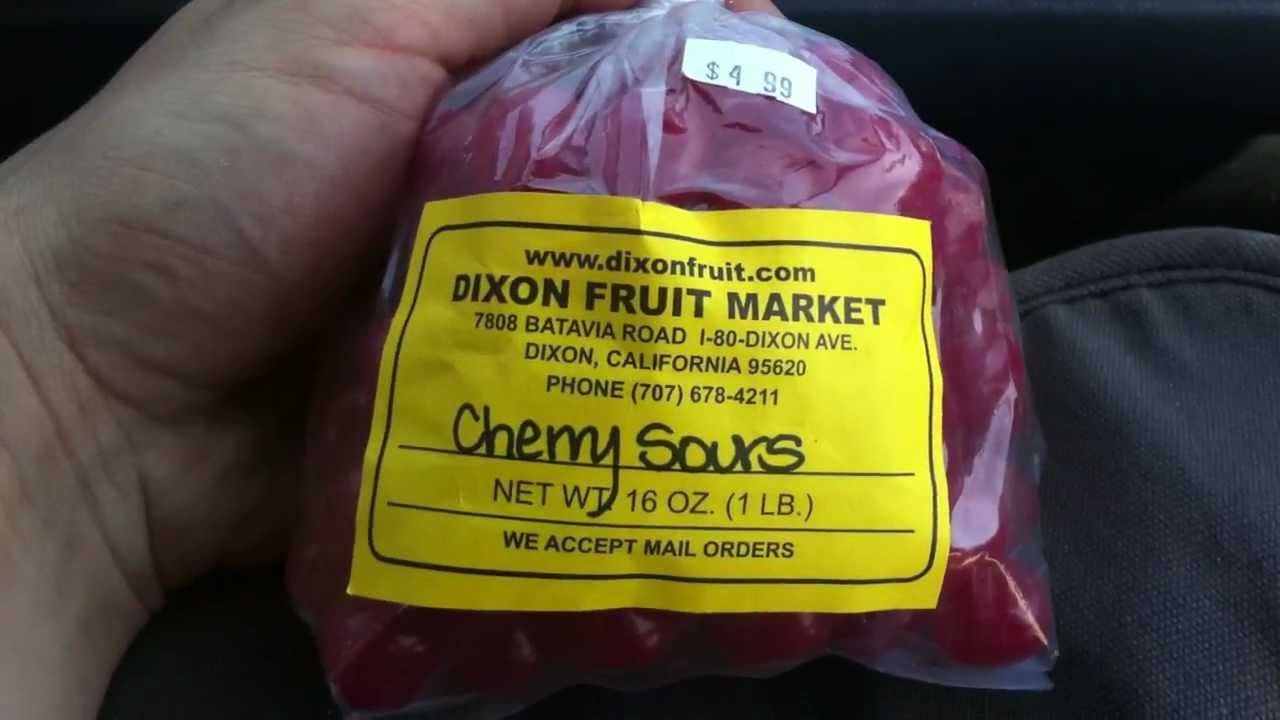 $4 99
www.dixonfruit.com
DIXON FRUIT MARKET
7808 BATAVIA ROAD I-80-DIXON AVE.
DIXON, CALIFORNIA 95620
PHONE (707) 678-4211
Cherry Sours
NET WT. 16 OZ. (1 LB.)
WE ACCEPT MAIL ORDERS